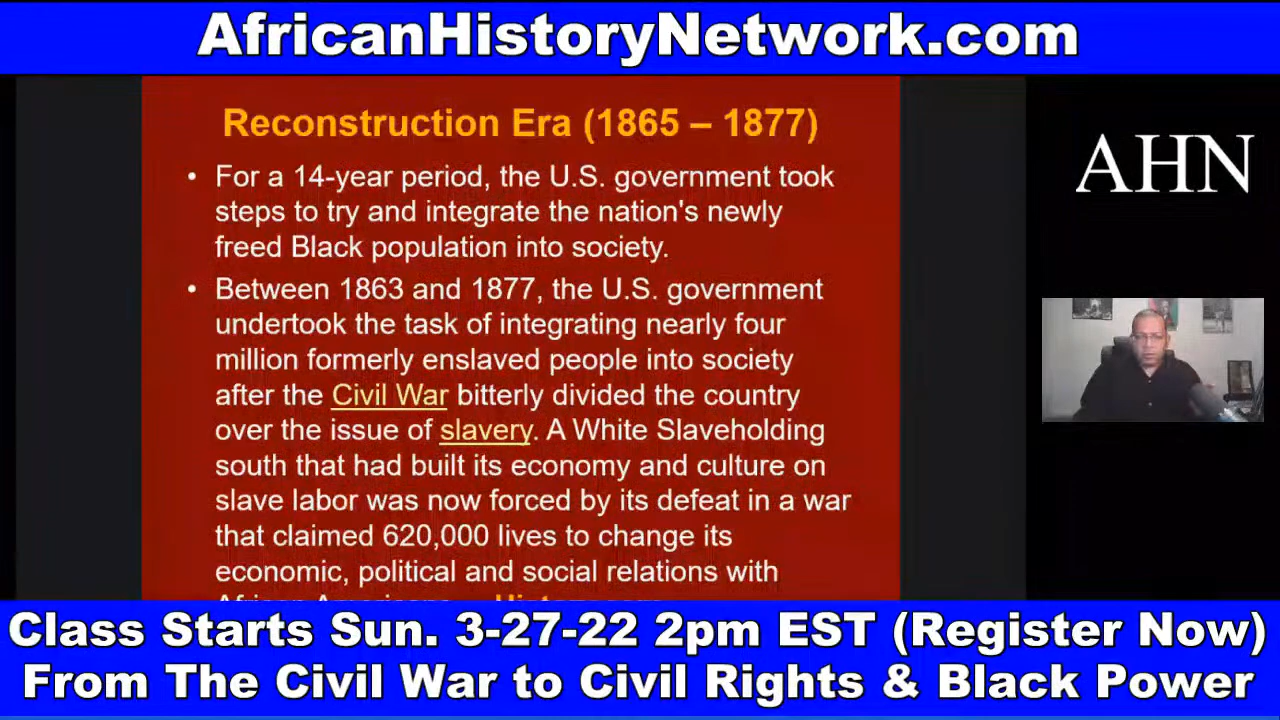 AfricanHistoryNetwork.com
Reconstruction Era (1865 – 1877)
• For a 14-year period, the U.S. government took
steps to try and integrate the nation's newly
freed Black population into society.
• Between 1863 and 1877, the U.S. government
undertook the task of integrating nearly four
million formerly enslaved people into society
after the Civil War bitterly divided the country
over the issue of slavery. A White Slaveholding
south that had built its economy and culture on
slave labor was now forced by its defeat in a war
that claimed 620,000 lives to change its
economic, political and social relations with
AHN
Class Starts Sun. 3-27-22 2pm EST (Register Now)
From The Civil War to Civil Rights & Black Power